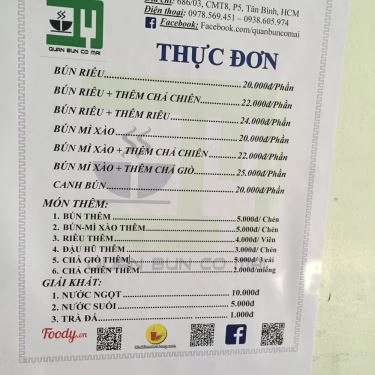 686/03, CMT8, P5, Tân Bình, HCM
Điện thoại: 0978.569.451 – 0938.605.974
Facebook: Facebook.com/quanbuncomai
QUAN BUN CO MAI
THỰC ĐƠN
BÚN RIÊU 20.000đ/Phần
BÚN RIÊU + THÊM CHẢ CHIÊN 22.000đ/Phần
BÚN RIÊU + THÊM RIÊU 24.000đ/Phần
BÚN MÌ XÀO 20.000đ/Phần
BÚN MÌ XÀO + THÊM CHẢ CHIÊN 22.000đ/Phần
BÚN MÌ XÀO + THÊM CHẢ GIÒ 25.000đ/Phần
CANH BÚN 20.000đ/Phần
MÓN THÊM:
1. BÚN THÊM 5.000đ/ Chén
2. BÚN-MÌ XÀO THÊM 5.000đ/ Chén
3. RIÊU THÊM 4.000đ/ Viên
4. ĐẬU HŨ THÊM 3.000đ/ Chén
5. CHẢ GIÒ THÊM 5.000đ/ 3 cái
6. CHẢ CHIÊN THÊM 2.000đ/miếng
QUAN BUN CO MAI
GIẢI KHÁT:
1. NƯỚC NGỌT 10.000đ
2. NƯỚC SUỐI 5.000đ
3. TRÀ ĐÁ 1.000đ
Foody.vn